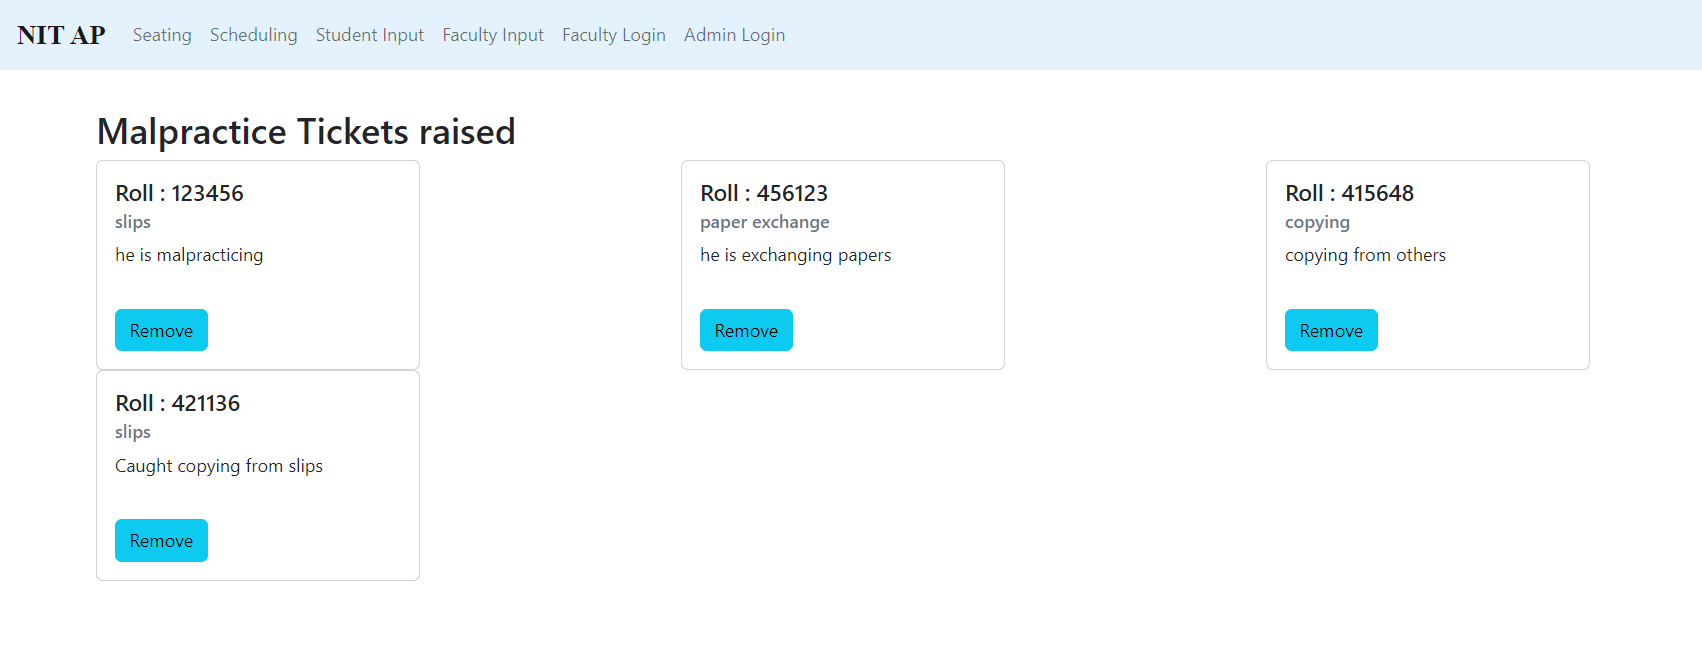 NIT AP Seating Scheduling Student Input Faculty Input Faculty Login Admin Login
Malpractice Tickets raised
Roll : 123456
slips
he is malpracticing
Remove
Roll : 456123
paper exchange
he is exchanging papers
Remove
Roll : 415648
copying
copying from others
Remove
Roll : 421136
slips
Caught copying from slips
Remove